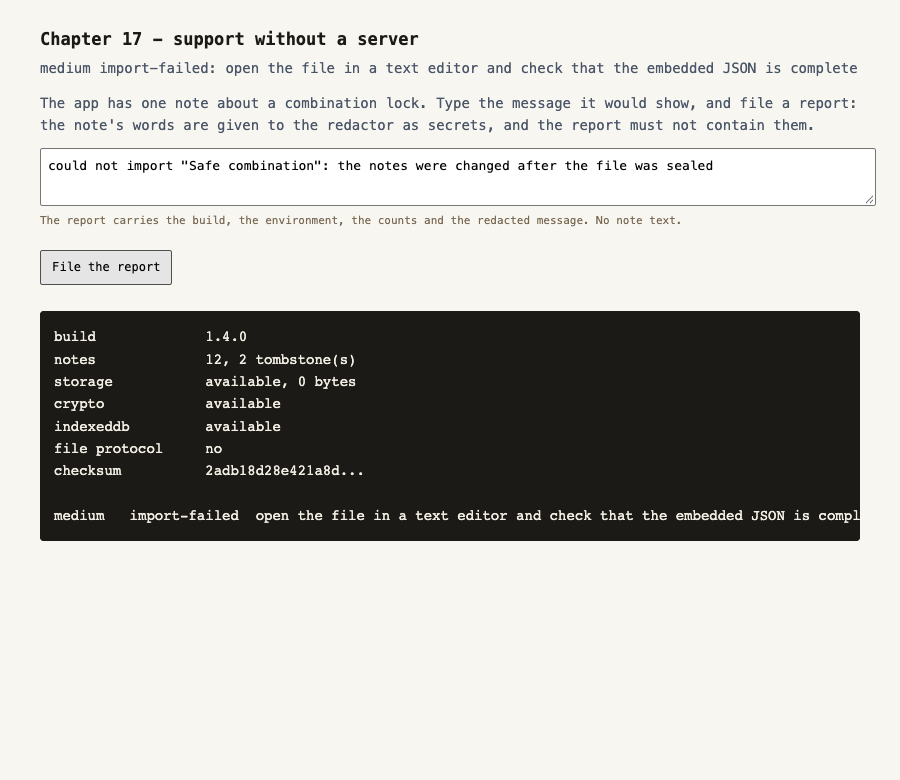 Chapter 17 — support without a server
medium import-failed: open the file in a text editor and check that the embedded JSON is complete
The app has one note about a combination lock. Type the message it would show, and file a report:
the note's words are given to the redactor as secrets, and the report must not contain them.
could not import "Safe combination": the notes were changed after the file was sealed
The report carries the build, the environment, the counts and the redacted message. No note text.
File the report
build 1.4.0
notes 12, 2 tombstone(s)
storage available, 0 bytes
crypto available
indexeddb available
file protocol no
checksum 2adb18d28e421a8d...
medium import-failed open the file in a text editor and check that the embedded JSON is compl